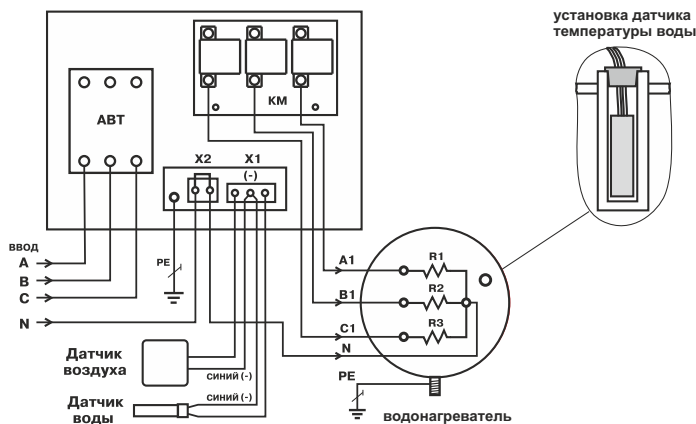 установка датчика
температуры воды
КМ
АВТ
X2 X1
(-)
ввод
A
B
C
N
PE
A1
B1
C1
N
R1
R2
R3
PE
Датчик
воздуха
синий (-)
синий (-)
Датчик
воды
водонагреватель